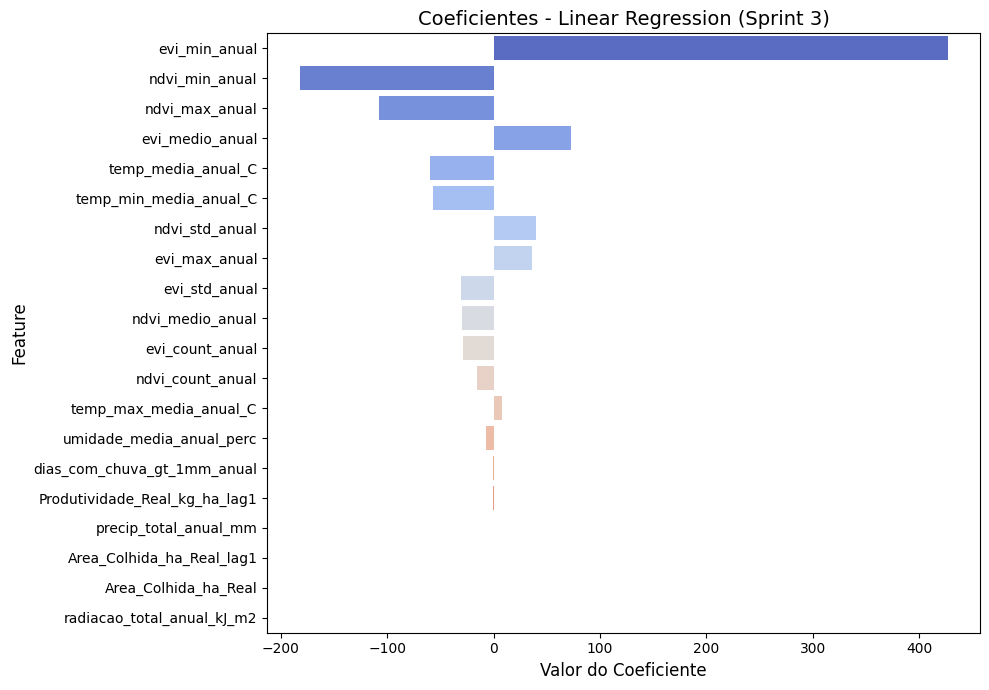 Coeficientes - Linear Regression (Sprint 3)
evi_min_anual
ndvi_min_anual
ndvi_max_anual
evi_medio_anual
temp_media_anual_C
temp_min_media_anual_C
ndvi_std_anual
evi_max_anual
evi_std_anual
ndvi_medio_anual
evi_count_anual
ndvi_count_anual
temp_max_media_anual_C
umidade_media_anual_perc
dias_com_chuva_gt_1mm_anual
Produtividade_Real_kg_ha_lag1
precip_total_anual_mm
Area_Colhida_ha_Real_lag1
Area_Colhida_ha_Real
radiacao_total_anual_kJ_m2
Feature
−200 −100 0 100 200 300 400
Valor do Coeficiente